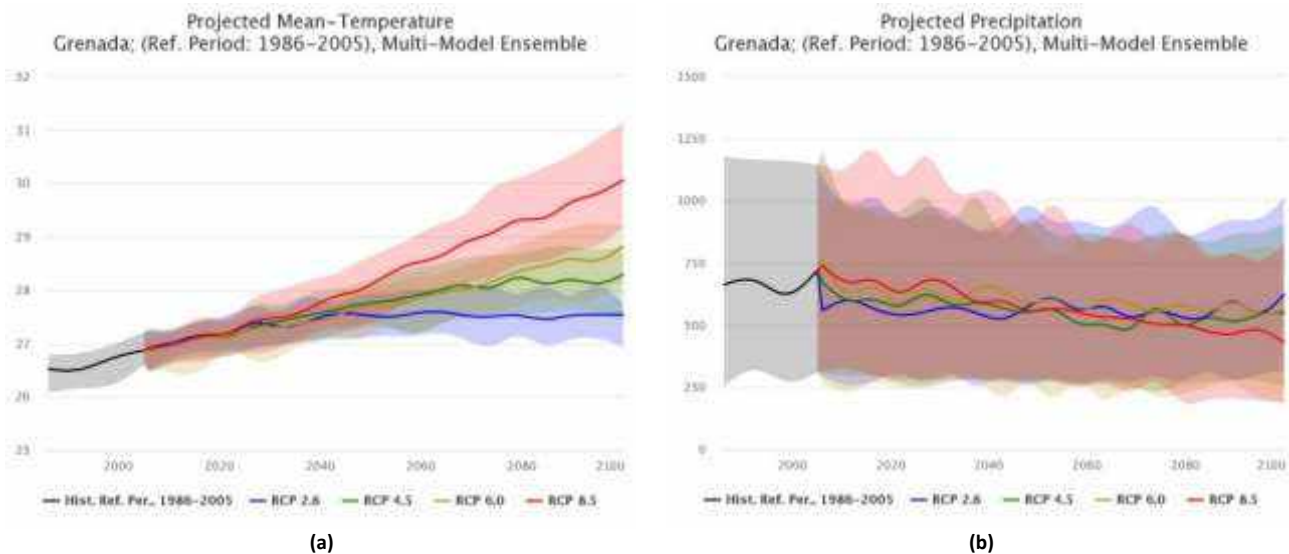 Projected Mean-Temperature
Grenada; (Ref. Period: 1986-2005), Multi-Model Ensemble
32
31
30
29
28
27
26
25
2000 2020 2040 2060 2080 2100
Hist. Ref. Per., 1986-2005 RCP 2.6 RCP 4.5 RCP 6.0 RCP 8.5
(a)
Projected Precipitation
Grenada; (Ref. Period: 1986-2005), Multi-Model Ensemble
1500
1250
1000
750
500
250
0
2000 2020 2040 2060 2080 2100
Hist. Ref. Per., 1986-2005 RCP 2.6 RCP 4.5 RCP 6.0 RCP 8.5
(b)